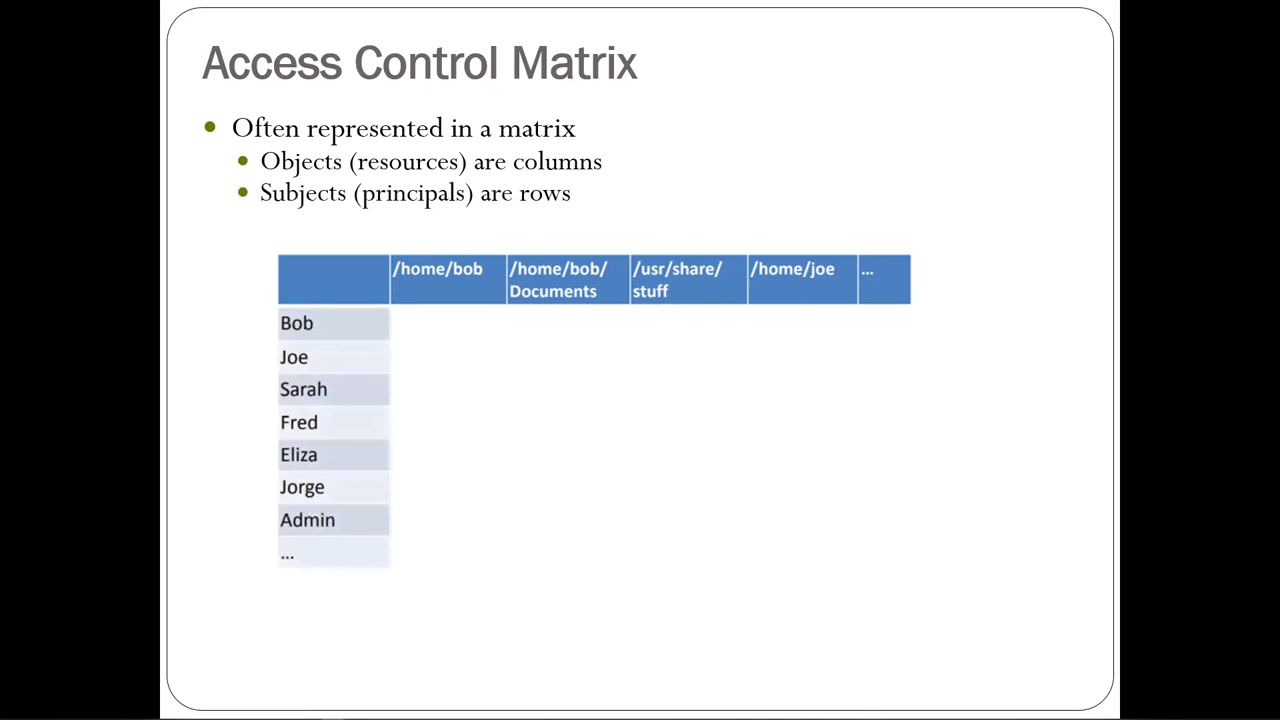 Access Control Matrix
• Often represented in a matrix
• Objects (resources) are columns
• Subjects (principals) are rows
/home/bob /home/bob/ /usr/share/ /home/joe ...
Documents stuff
Bob
Joe
Sarah
Fred
Eliza
Jorge
Admin
...